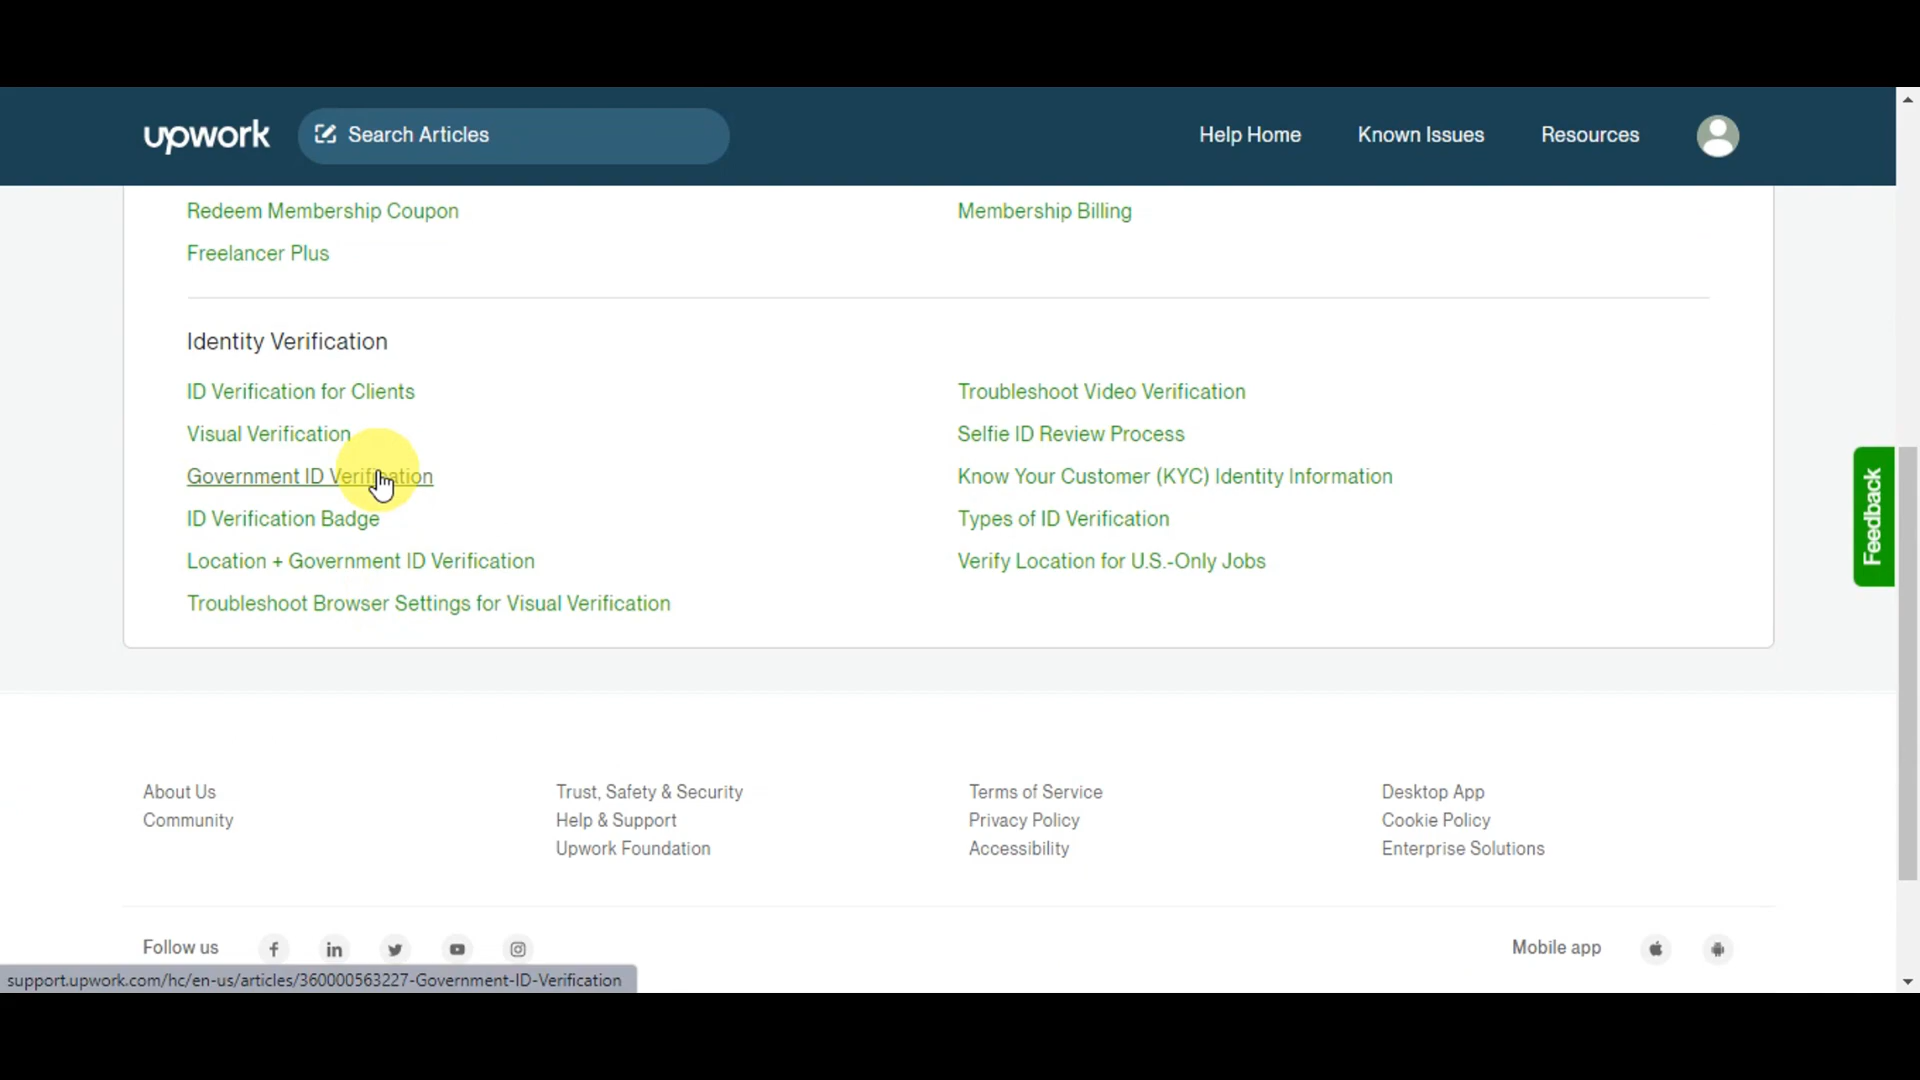 upwork
Search Articles
Help Home
Known Issues
Resources
Redeem Membership Coupon
Membership Billing
Freelancer Plus
Identity Verification
ID Verification for Clients
Troubleshoot Video Verification
Visual Verification
Selfie ID Review Process
Government ID Verification
Know Your Customer (KYC) Identity Information
ID Verification Badge
Types of ID Verification
Location + Government ID Verification
Verify Location for U.S.-Only Jobs
Troubleshoot Browser Settings for Visual Verification
Feedback
About Us
Trust, Safety & Security
Terms of Service
Desktop App
Community
Help & Support
Privacy Policy
Cookie Policy
Upwork Foundation
Accessibility
Enterprise Solutions
Follow us
Mobile app
support.upwork.com/hc/en-us/articles/360000563227-Government-ID-Verification